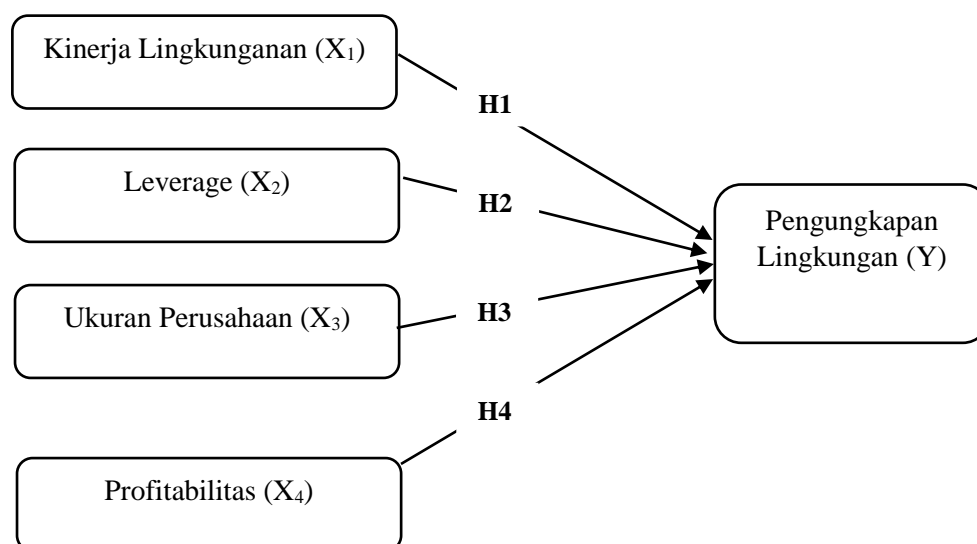 Kinerja Lingkunganan (X₁)
H1
Leverage (X₂)
H2
Pengungkapan
Lingkungan (Y)
Ukuran Perusahaan (X₃)
H3
H4
Profitabilitas (X₄)